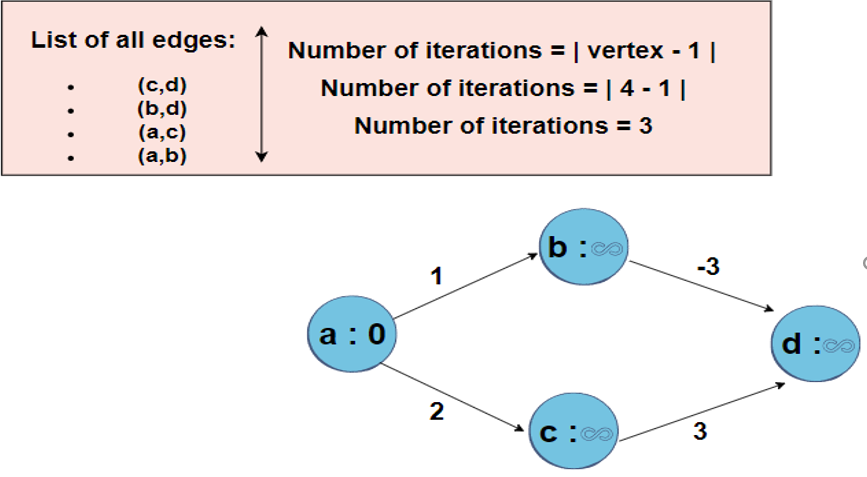 List of all edges:
• (c,d)
• (b,d)
• (a,c)
• (a,b)
Number of iterations = | vertex - 1 |
Number of iterations = | 4 - 1 |
Number of iterations = 3
b :∞
1
-3
a : 0
d :∞
2
c :∞
3